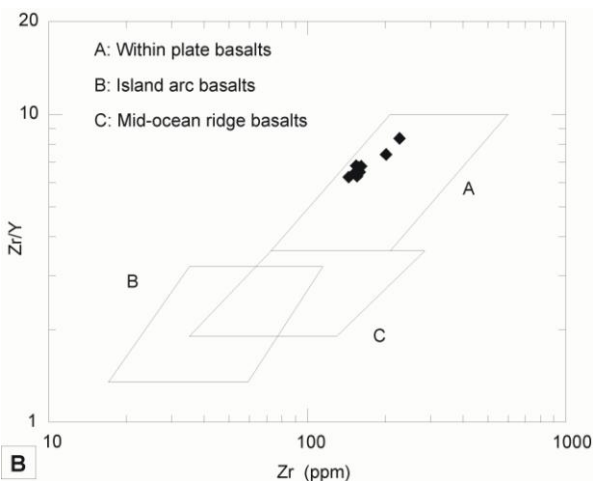 20
A: Within plate basalts
B: Island arc basalts
C: Mid-ocean ridge basalts
10
Zr/Y
A
B
C
1
10
100
1000
B
Zr (ppm)